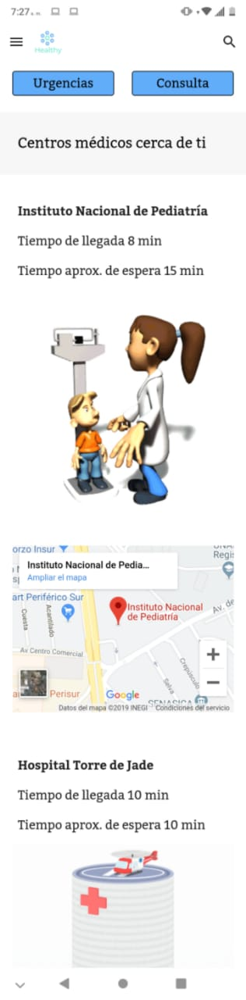 7:27 a. m.
Healthy
Urgencias
Consulta
Centros médicos cerca de ti
Instituto Nacional de Pediatría
Tiempo de llegada 8 min
Tiempo aprox. de espera 15 min
orzo Insur
Regis
Instituto Nacional de Pedia...
Ampliar el mapa
art Periférico Sur
Instituto Nacional
de Pediatría
Av. de
Cuesta
Acantilado
Av Centro Comercial
Crepúsculo
Selva
Perisur
Google
SENASICA
Datos del mapa ©2019 INEGI
Condiciones del servicio
Hospital Torre de Jade
Tiempo de llegada 10 min
Tiempo aprox. de espera 10 min